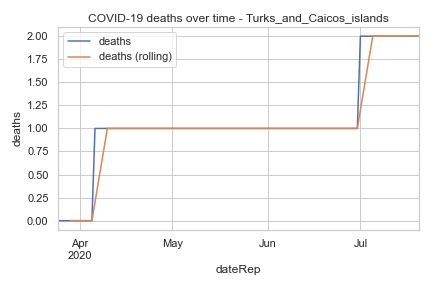 COVID-19 deaths over time - Turks_and_Caicos_islands
deaths
deaths (rolling)
2.00
1.75
1.50
1.25
1.00
0.75
0.50
0.25
0.00
deaths
Apr
2020
May
Jun
Jul
dateRep